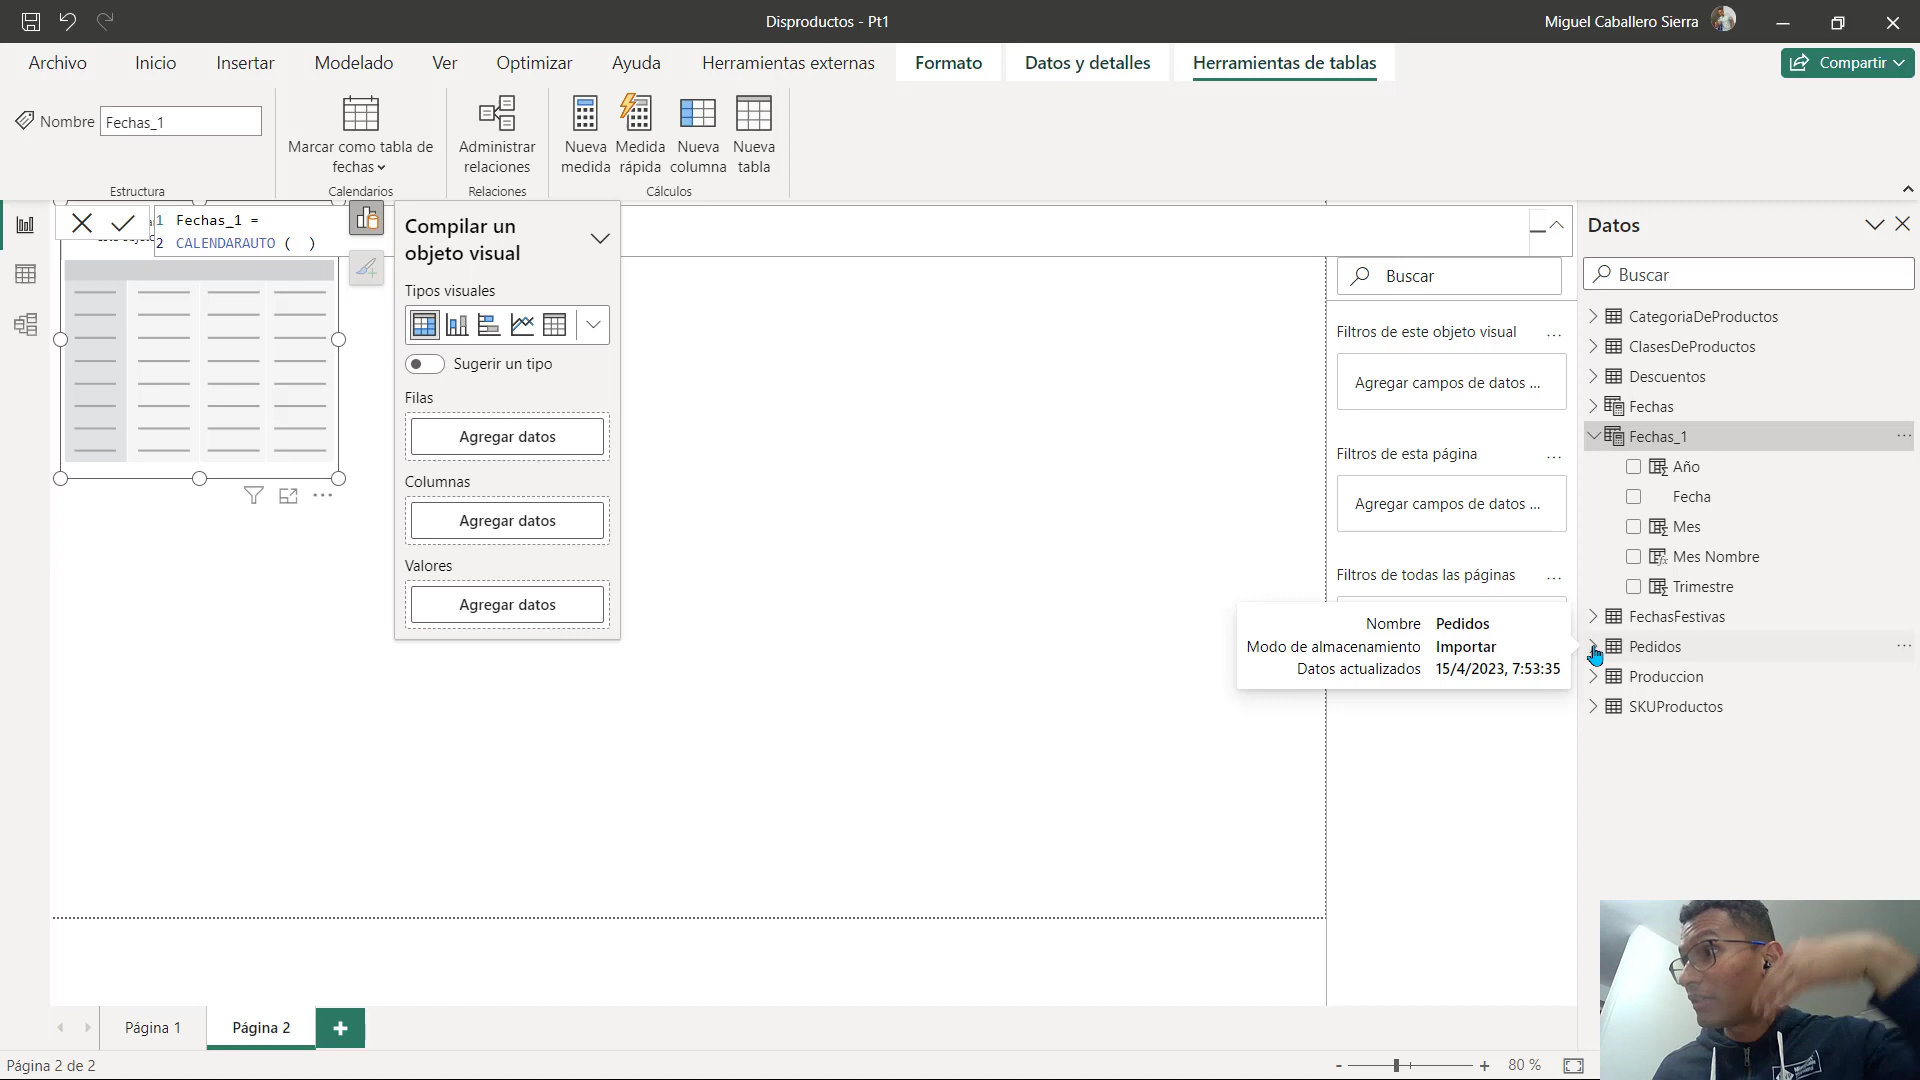 Disproductos - Pt1
Miguel Caballero Sierra
Archivo
Inicio
Insertar
Modelado
Ver
Optimizar
Ayuda
Herramientas externas
Formato
Datos y detalles
Herramientas de tablas
Compartir
Nombre
Fechas_1
Marcar como tabla de
fechas
Administrar
relaciones
Nueva
medida
Medida
rápida
Nueva
columna
Nueva
tabla
Estructura
Calendarios
Relaciones
Cálculos
1 Fechas_1 =
2 CALENDARAUTO (  )
Compilar un
objeto visual
Tipos visuales
Sugerir un tipo
Filas
Agregar datos
Columnas
Agregar datos
Valores
Agregar datos
Buscar
Filtros de este objeto visual
...
Agregar campos de datos ...
Filtros de esta página
...
Agregar campos de datos ...
Filtros de todas las páginas
...
Nombre Pedidos
Modo de almacenamiento Importar
Datos actualizados 15/4/2023, 7:53:35
Datos
Buscar
CategoriaDeProductos
ClasesDeProductos
Descuentos
Fechas
Fechas_1
...
Año
Fecha
Mes
Mes Nombre
Trimestre
FechasFestivas
Pedidos
...
Produccion
SKUProductos
Página 1
Página 2
+
Página 2 de 2
- + 80 %